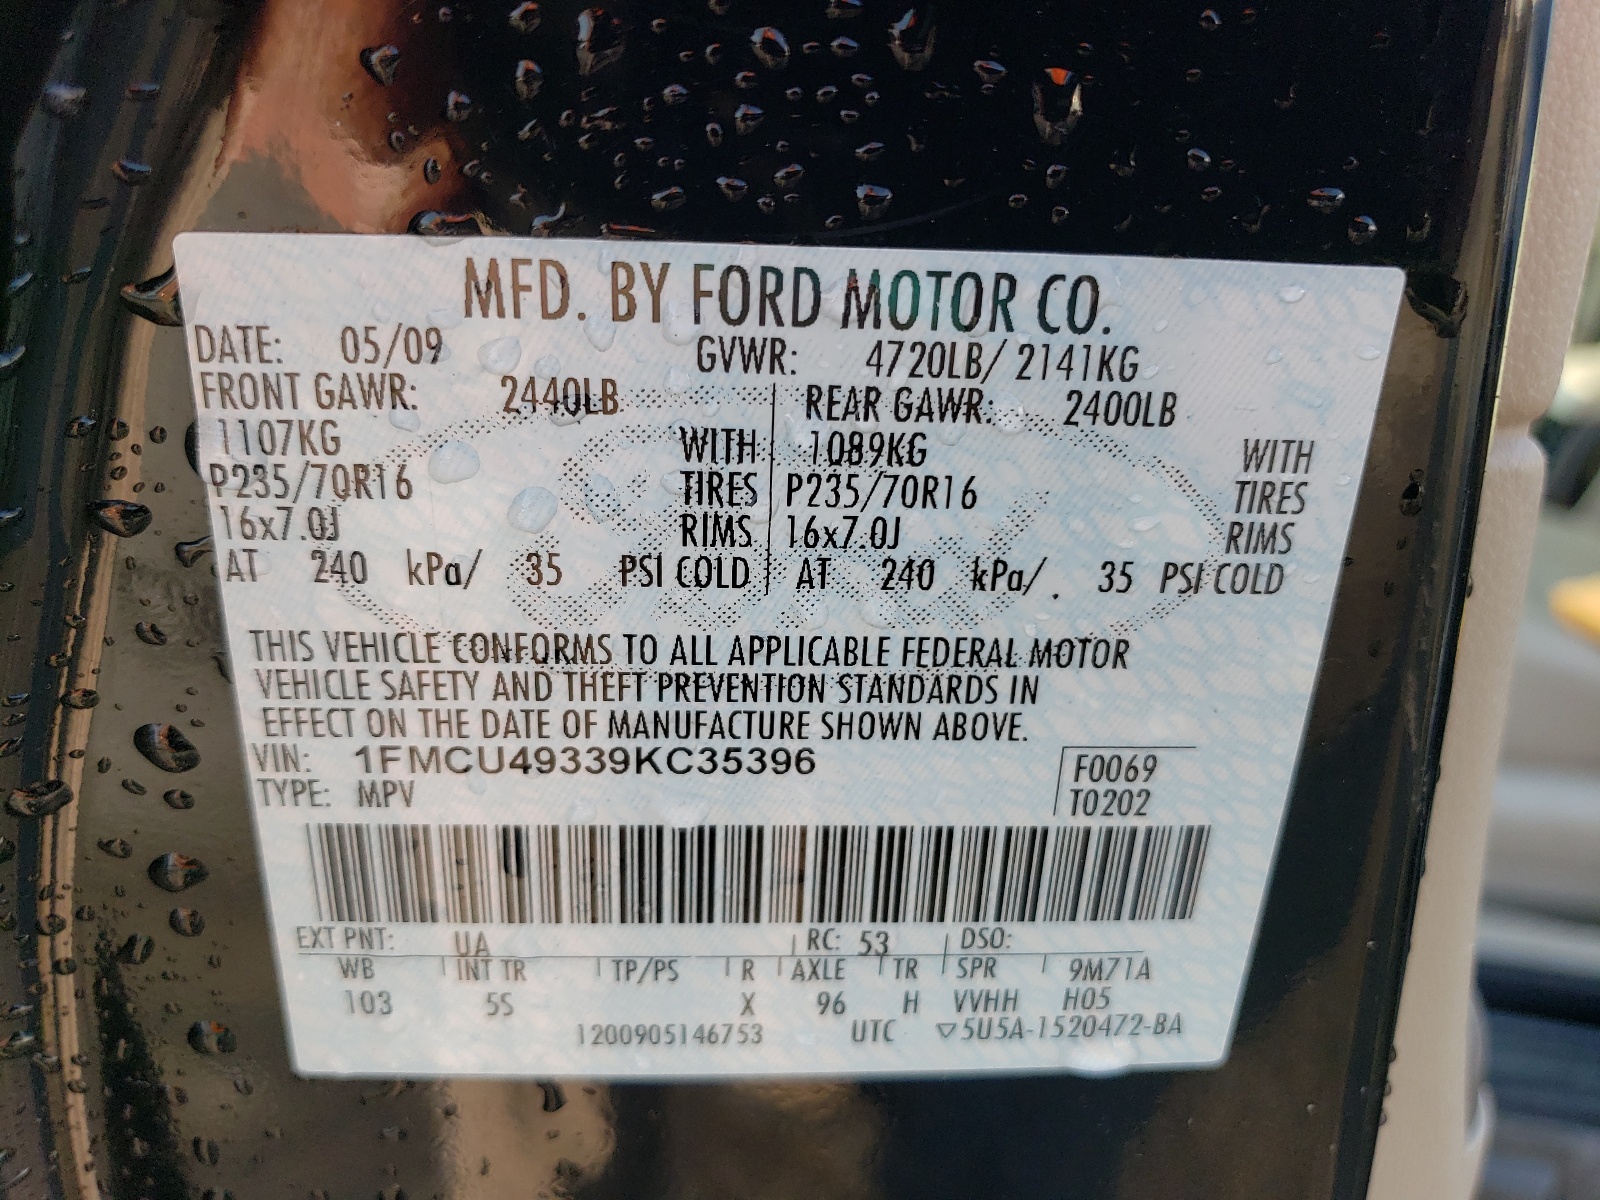 MFD. BY FORD MOTOR CO.
DATE: 05/09 GVWR: 4720LB/ 2141KG
FRONT GAWR: 2440LB REAR GAWR: 2400LB
1107KG WITH 1089KG WITH
P235/70R16 TIRES P235/70R16 TIRES
16x7.0J RIMS 16x7.0J RIMS
AT 240 kPa/ 35 PSI COLD AT 240 kPa/ 35 PSI COLD
THIS VEHICLE CONFORMS TO ALL APPLICABLE FEDERAL MOTOR
VEHICLE SAFETY AND THEFT PREVENTION STANDARDS IN
EFFECT ON THE DATE OF MANUFACTURE SHOWN ABOVE.
VIN: 1FMCU49339KC35396 F0069
TYPE: MPV T0202
EXT PNT: UA RC: 53 DSO:
WB INT TR TP/PS R AXLE TR SPR 9M71A
103 5S X 96 H VVHH H05
1200905146753 UTC ▽5U5A-1520472-BA